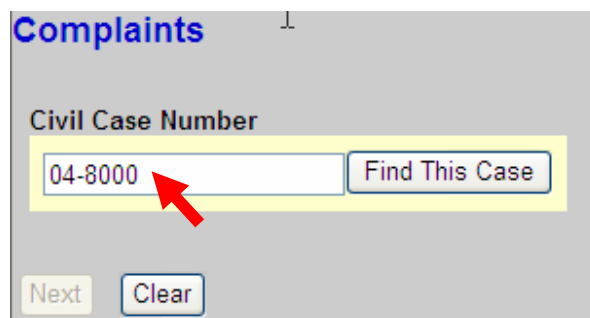 Complaints
Civil Case Number
04-8000 Find This Case
Next Clear